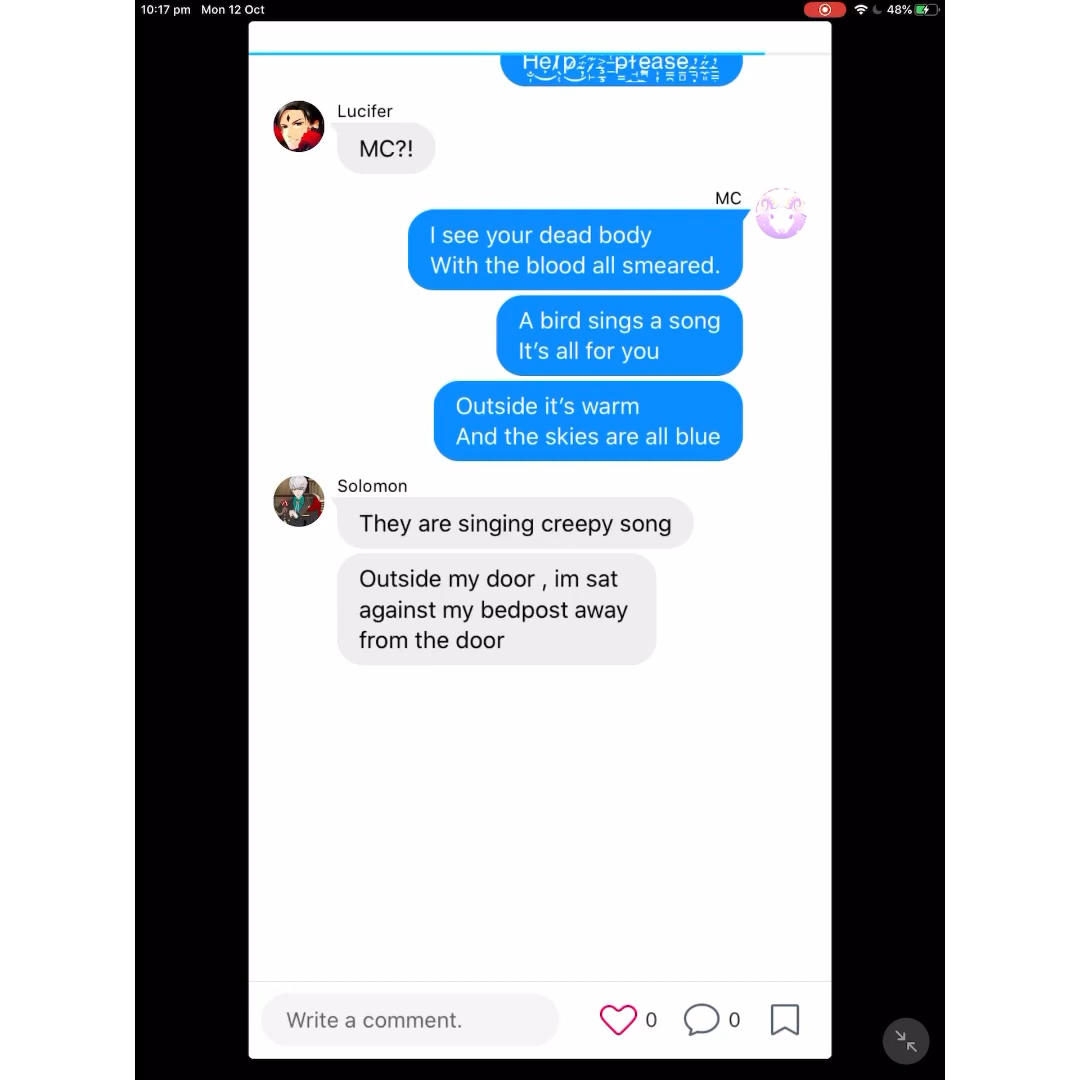 10:17 pm Mon 12 Oct
48%
Help please
Lucifer
MC?!
MC
I see your dead body
With the blood all smeared.
A bird sings a song
It’s all for you
Outside it’s warm
And the skies are all blue
Solomon
They are singing creepy song
Outside my door , im sat
against my bedpost away
from the door
Write a comment.
0
0